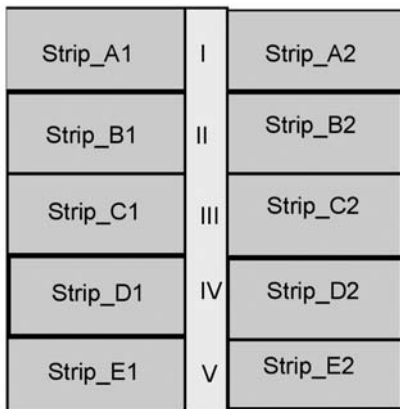 Strip_A1 I Strip_A2
Strip_B1 II Strip_B2
Strip_C1 III Strip_C2
Strip_D1 IV Strip_D2
Strip_E1 V Strip_E2